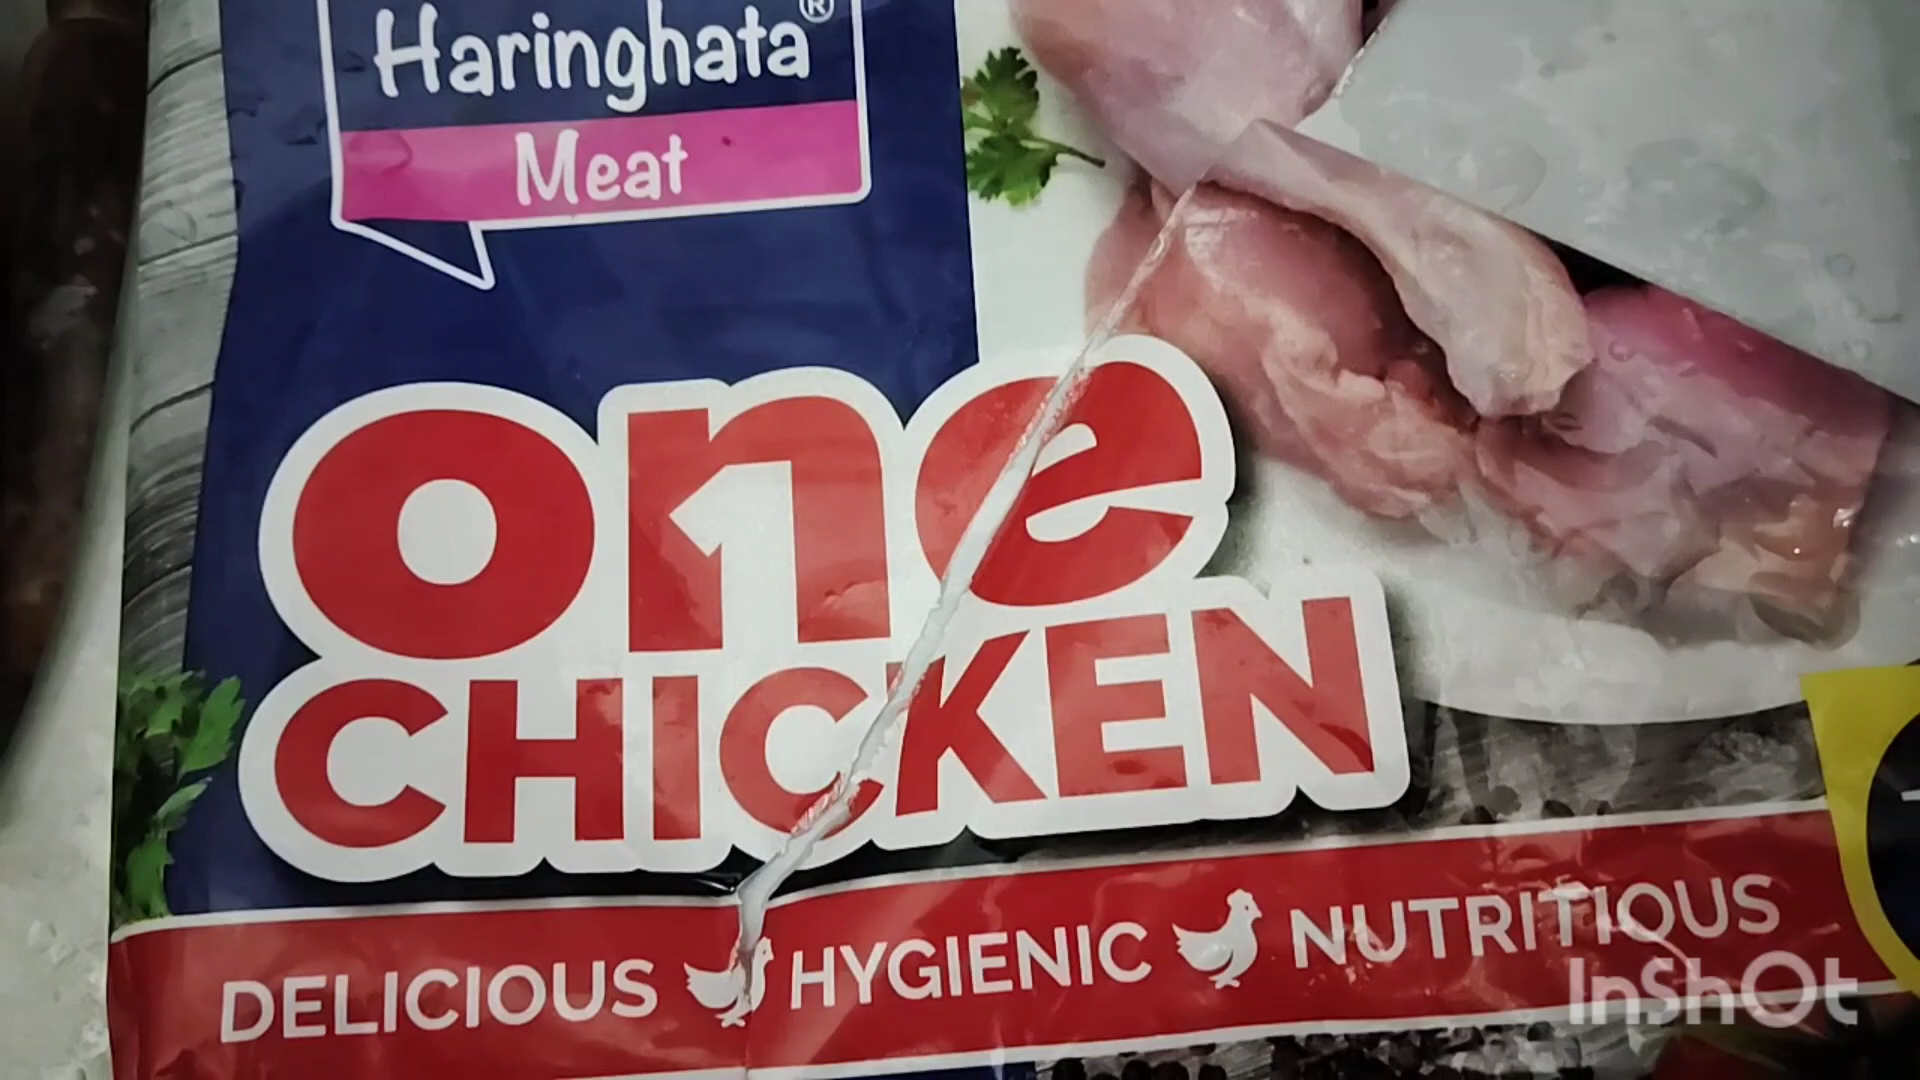 Haringhata®
Meat
one
CHICKEN
DELICIOUS HYGIENIC NUTRITIOUS
InShOt